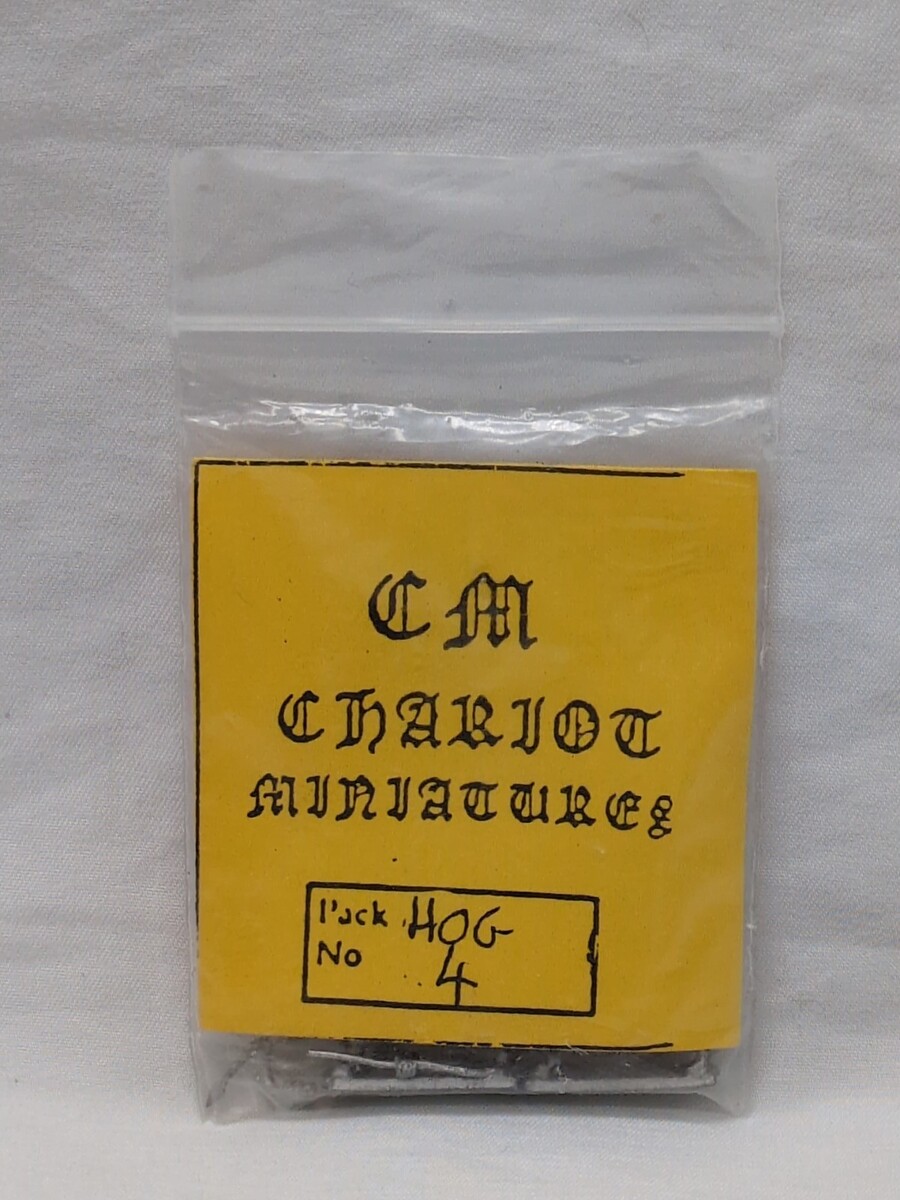 CM
CHARIOT
MINIATURES
Pack HOG
No 4